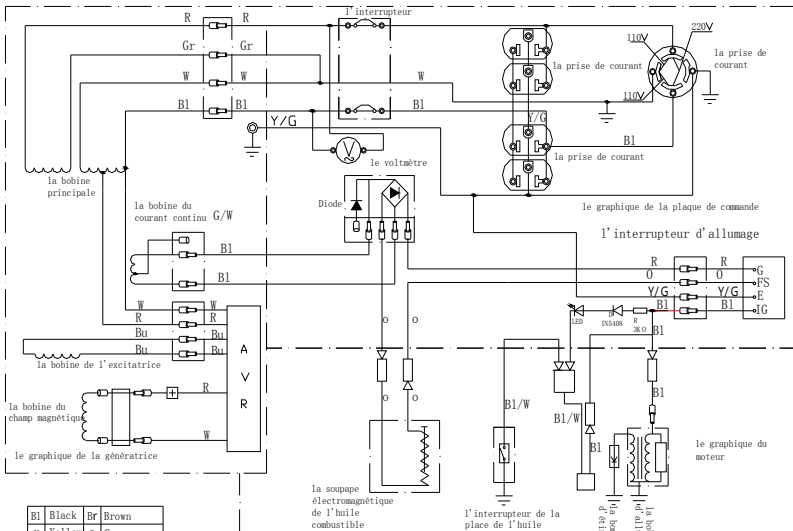 l'interrupteur
R
R
Gr
Gr
W
W
W
Bl
Bl
Bl
Y/G
110V
220V
110V
la prise de courant
la prise de
courant
Y/G
Bl
la prise de courant
le voltmètre
la bobine
principale
la bobine du
courant continu
G/W
Diode
le graphique de la plaque de commande
l'interrupteur d'allumage
Bl
Bl
R
R
G
O
O
FS
Y/G
Y/G
E
Bl
Bl
IG
LED
1N5408
R
3KΩ
Bl
W
W
R
R
Bu
Bu
Bu
Bu
A
V
R
o
o
la bobine de l'excitatrice
la bobine du
champ magnétique
R
W
o
o
Bl/W
Bl/W
Bl
Bl
le graphique de la génératrice
le graphique du
moteur
la soupape
électromagnétique
de l'huile
combustible
l'interrupteur de la
place de l'huile
Bl
Black
Br
Brown